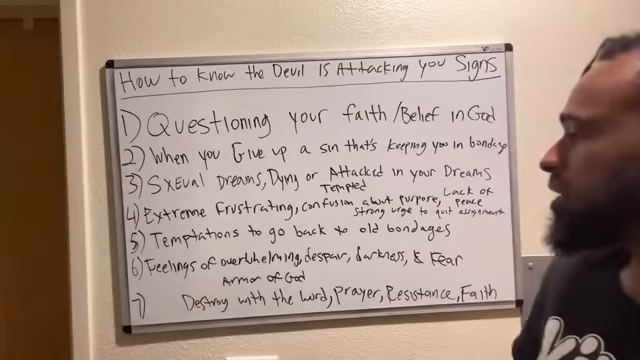 How to Know the Devil Is Attacking you Signs
1) Questioning your faith/Belief in God
2) When you Give up a sin that's keeping you in bondage
3) Sexual Dreams, Dying or Attacked in your Dreams
Tempted
4) Extreme Frustrating, confusion about purpose, Lack of peace
strong urge to quit assignment
5) Temptations to go back to old bondages
6) Feelings of overwhelming, despair, darkness, & Fear
Armor of God
7) Destroy with the Word, Prayer, Resistance, Faith